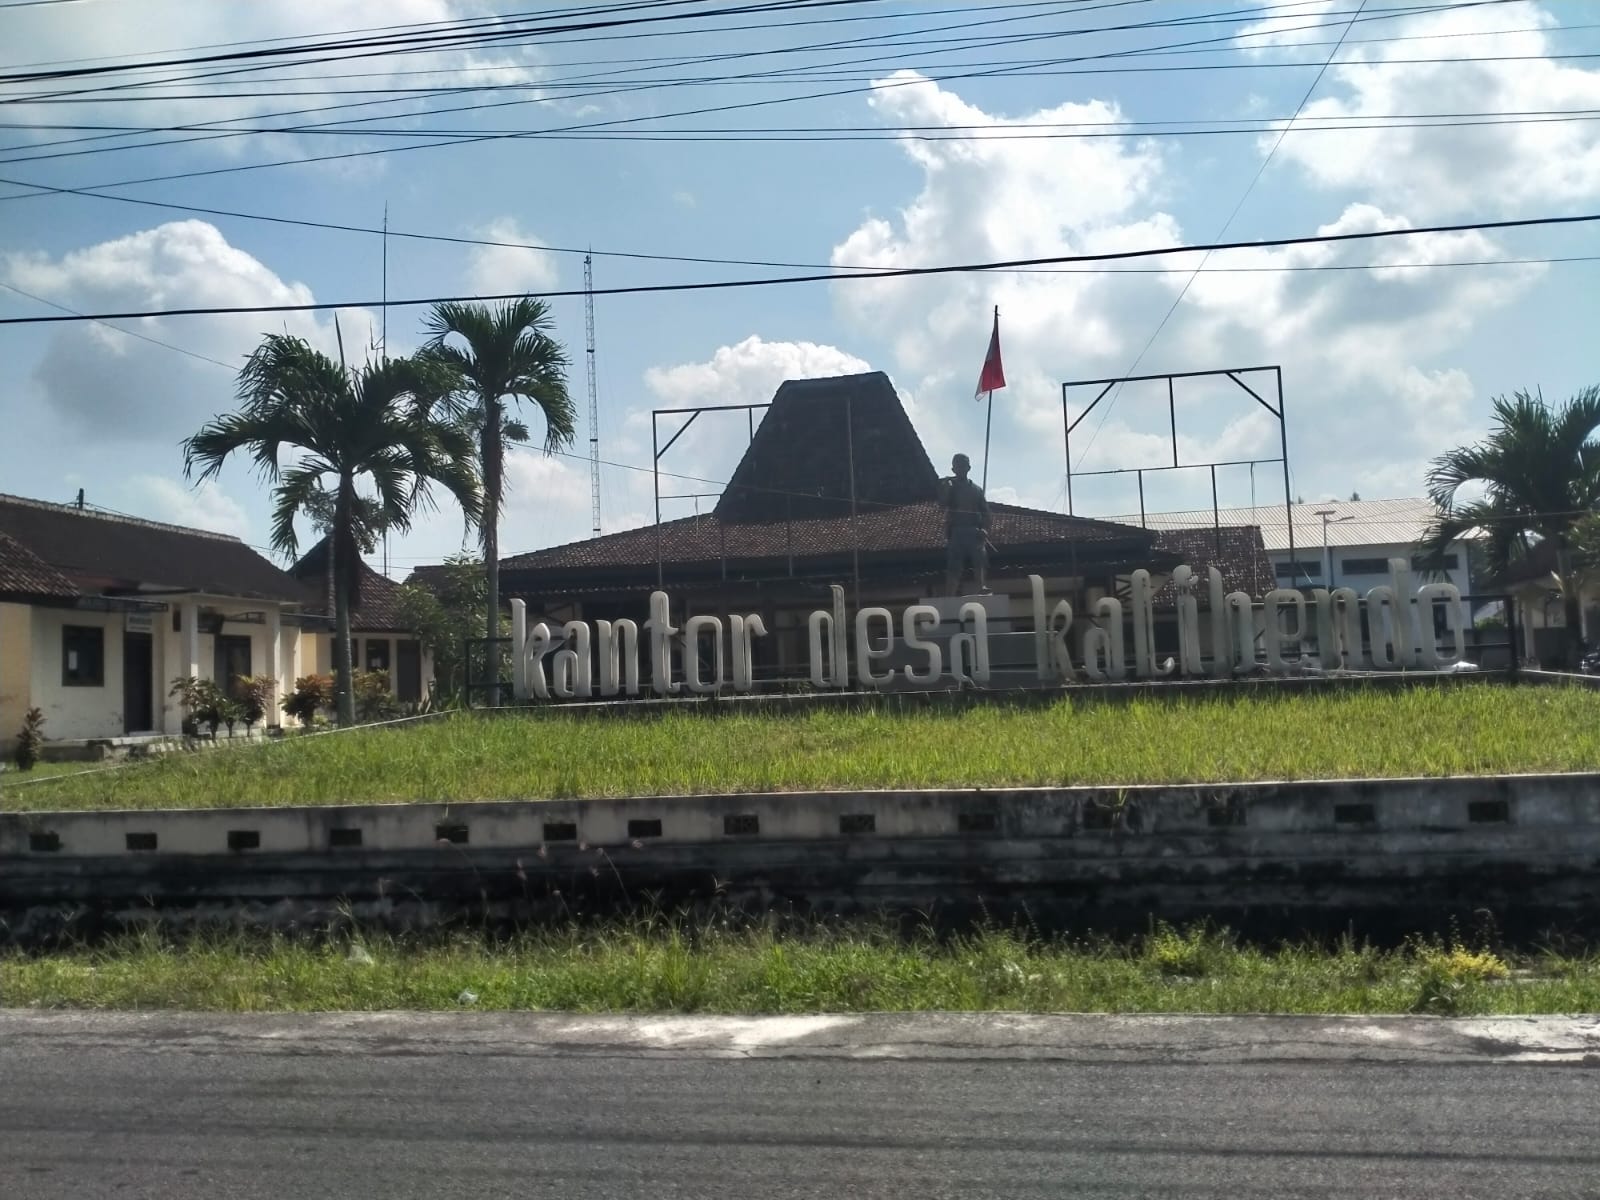 kantor desa kalibendo